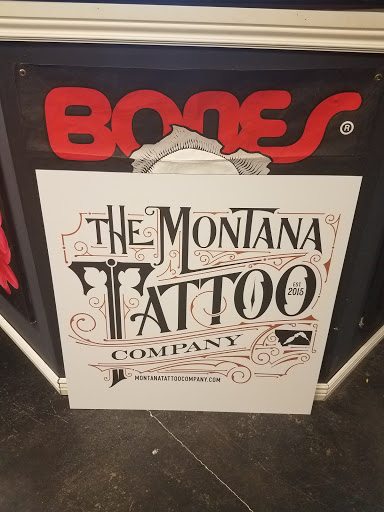 BONES®
THE MONTANA
TATTOO
EST
2015
COMPANY
MONTANATATTOOCOMPANY.COM